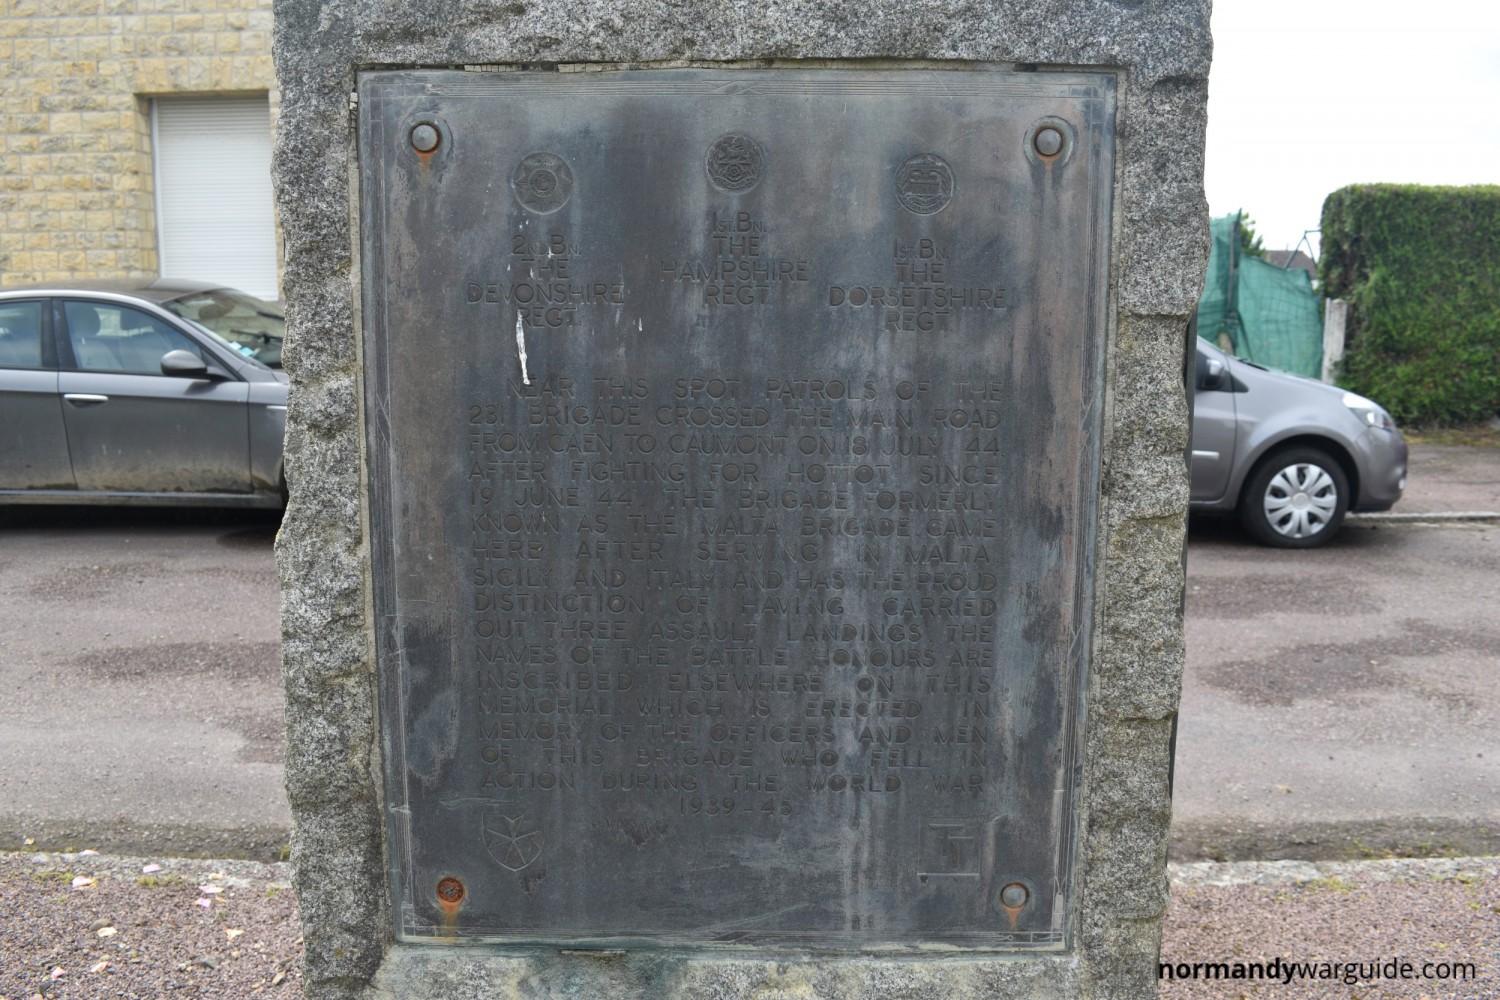 2ND. BN.
THE
DEVONSHIRE
REGT.
1ST. BN.
THE
HAMPSHIRE
REGT.
1ST. BN.
THE
DORSETSHIRE
REGT.
NEAR THIS SPOT PATROLS OF THE
231 BRIGADE CROSSED THE MAIN ROAD
FROM CAEN TO CAUMONT ON 18 JULY '44
AFTER FIGHTING FOR HOTTOT SINCE
19 JUNE '44. THE BRIGADE FORMERLY
KNOWN AS THE MALTA BRIGADE CAME
HERE AFTER SERVING IN MALTA,
SICILY AND ITALY AND HAS THE PROUD
DISTINCTION OF HAVING CARRIED
OUT THREE ASSAULT LANDINGS. THE
NAMES OF THE BATTLE HONOURS ARE
INSCRIBED ELSEWHERE ON THIS
MEMORIAL WHICH IS ERECTED IN
MEMORY OF THE OFFICERS AND MEN
OF THIS BRIGADE WHO FELL IN
ACTION DURING THE WORLD WAR
1939-45
TT
normandywarguide.com